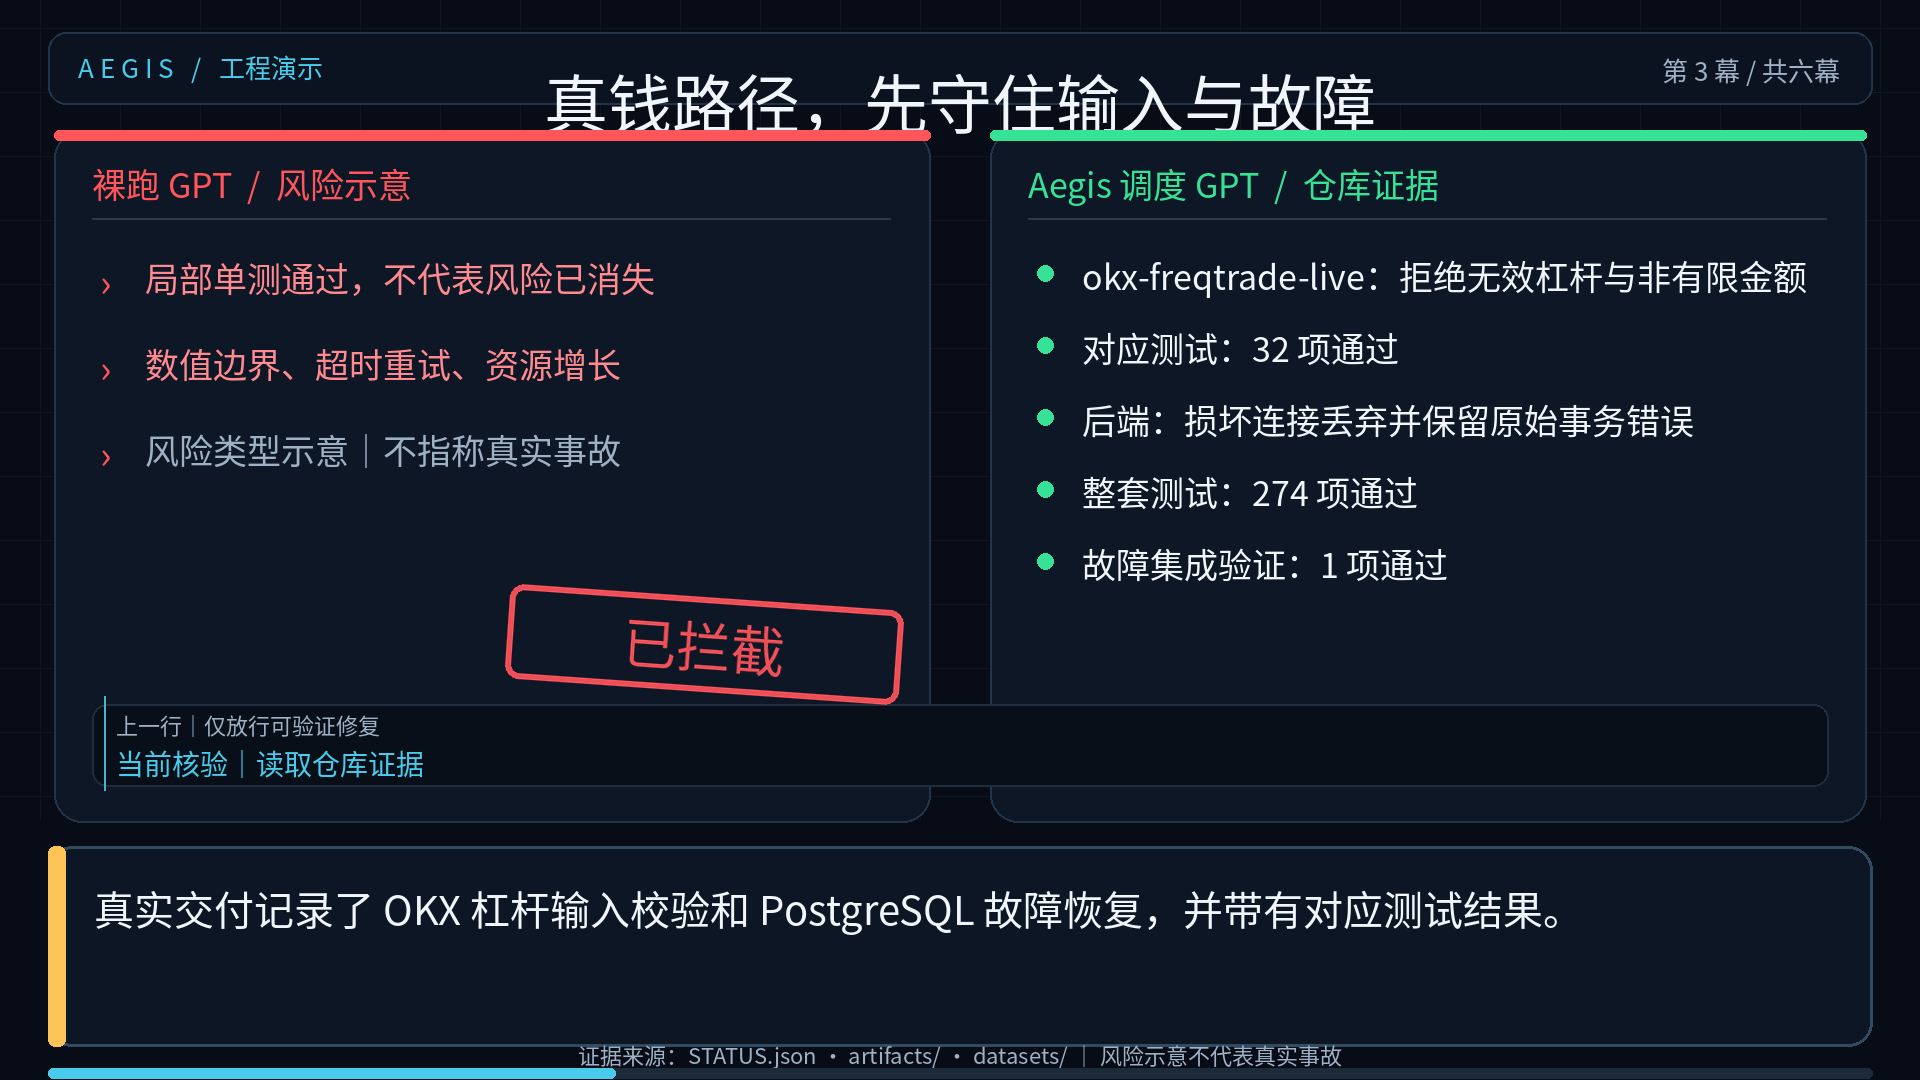 AEGIS / 工程演示
第 3 幕 / 共六幕
真钱路径，先守住输入与故障
裸跑 GPT / 风险示意
› 局部单测通过，不代表风险已消失
› 数值边界、超时重试、资源增长
› 风险类型示意｜不指称真实事故
已拦截
Aegis 调度 GPT / 仓库证据
okx-freqtrade-live：拒绝无效杠杆与非有限金额
对应测试：32 项通过
后端：损坏连接丢弃并保留原始事务错误
整套测试：274 项通过
故障集成验证：1 项通过
上一行｜仅放行可验证修复
当前核验｜读取仓库证据
真实交付记录了 OKX 杠杆输入校验和 PostgreSQL 故障恢复，并带有对应测试结果。
证据来源：STATUS.json · artifacts/ · datasets/ ｜ 风险示意不代表真实事故